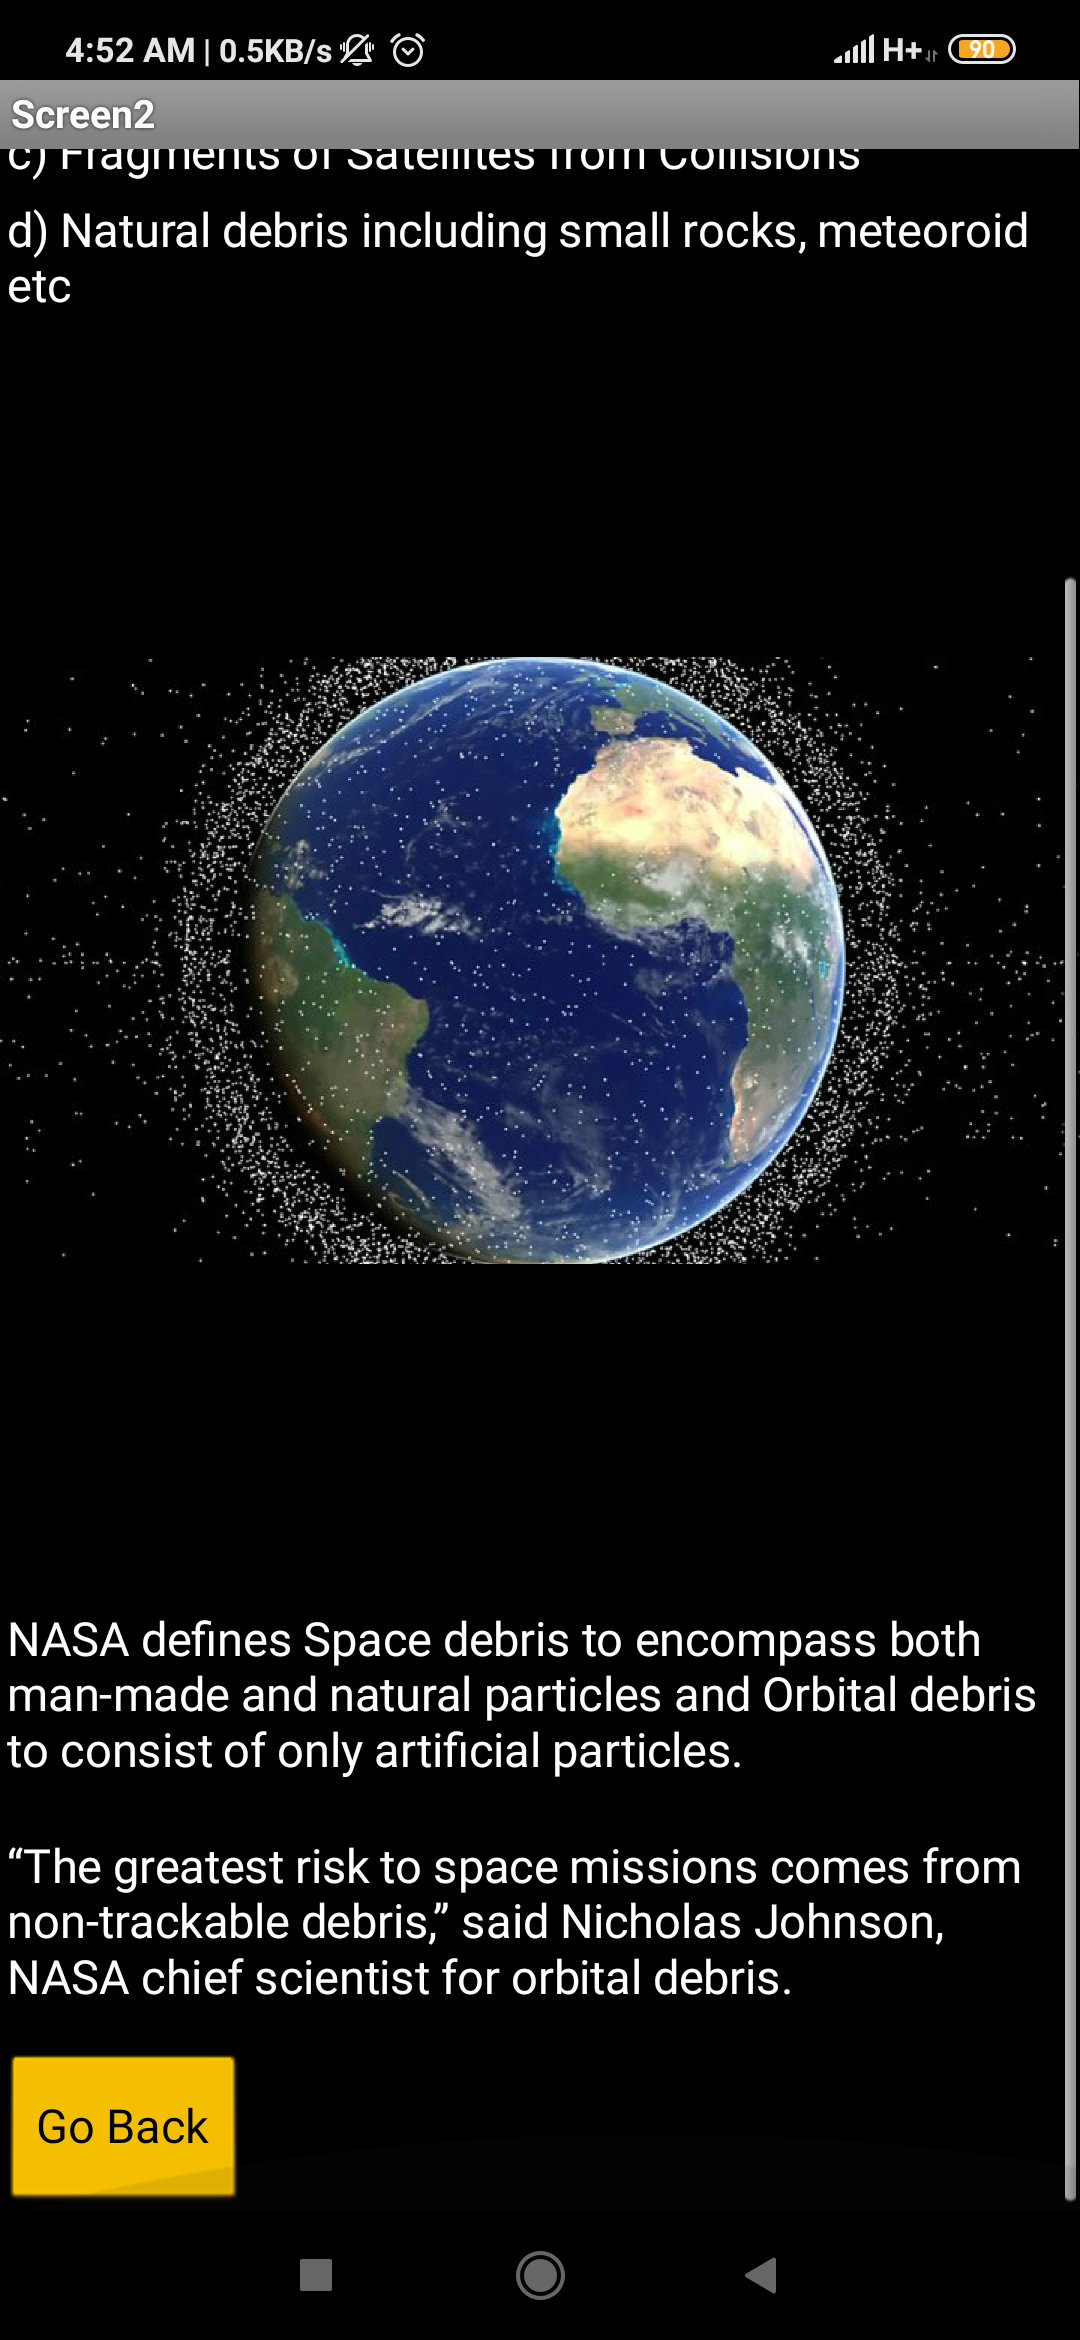 4:52 AM | 0.5KB/s H+ 90
Screen2
c) Fragments of Satellites from Collisions
d) Natural debris including small rocks, meteoroid
etc
NASA defines Space debris to encompass both
man-made and natural particles and Orbital debris
to consist of only artificial particles.
“The greatest risk to space missions comes from
non-trackable debris,” said Nicholas Johnson,
NASA chief scientist for orbital debris.
Go Back